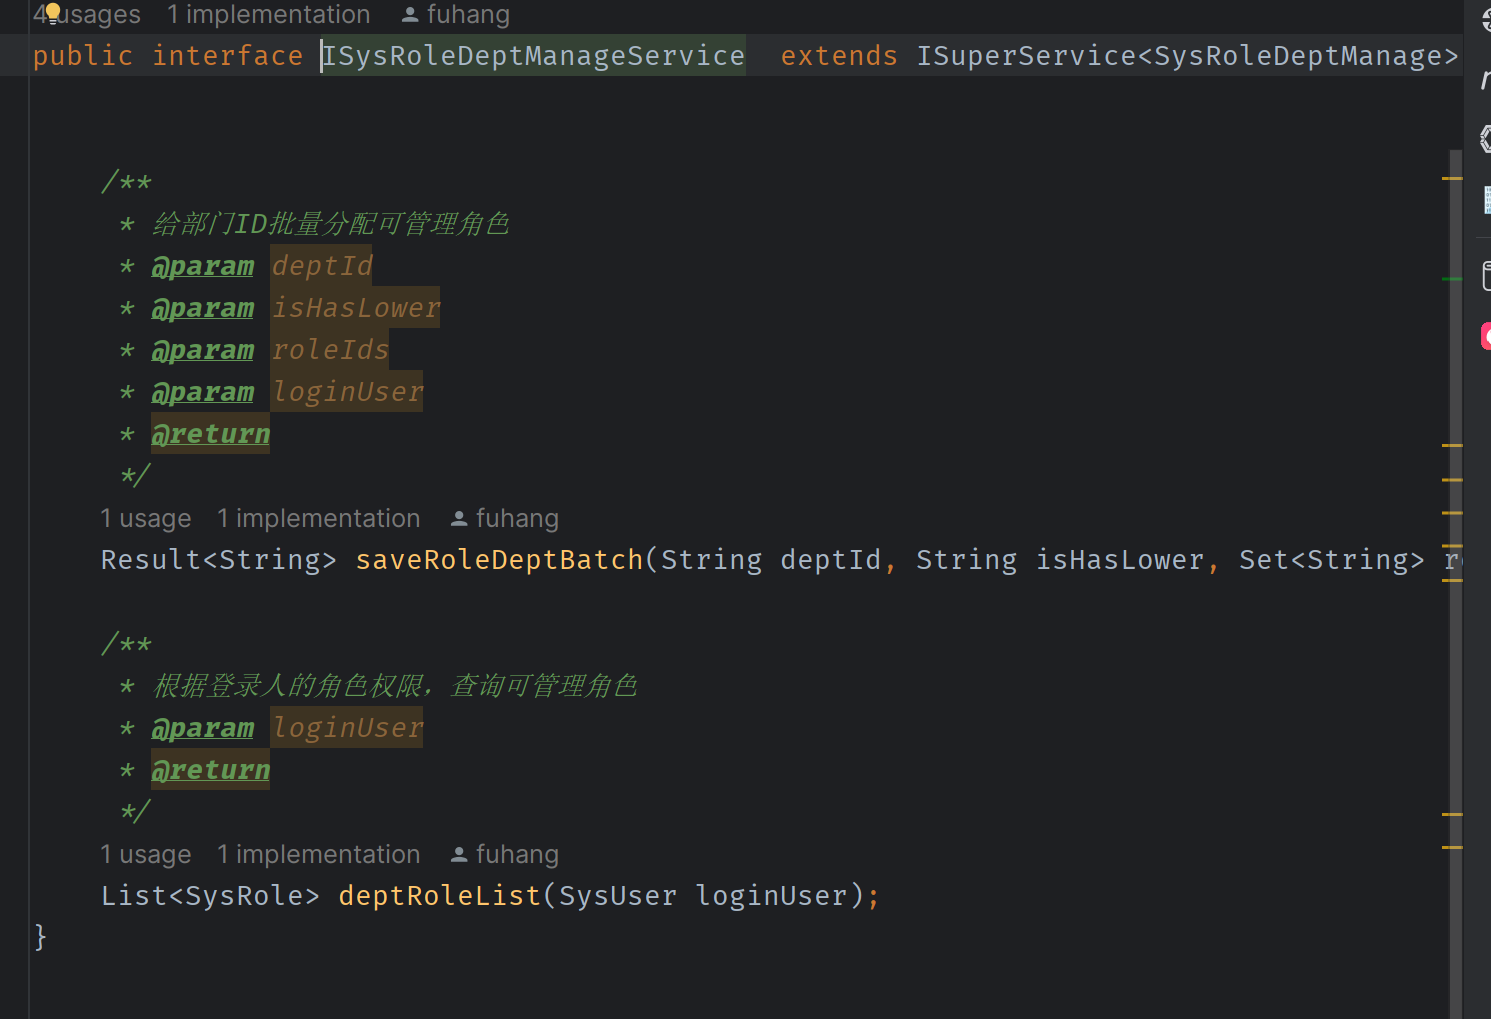 4 usages 1 implementation fuhang
public interface ISysRoleDeptManageService extends ISuperService<SysRoleDeptManage>
/**
* 给部门ID批量分配可管理角色
* @param deptId
* @param isHasLower
* @param roleIds
* @param loginUser
* @return
*/
1 usage 1 implementation fuhang
Result<String> saveRoleDeptBatch(String deptId, String isHasLower, Set<String>
/**
* 根据登录人的角色权限，查询可管理角色
* @param loginUser
* @return
*/
1 usage 1 implementation fuhang
List<SysRole> deptRoleList(SysUser loginUser);
}